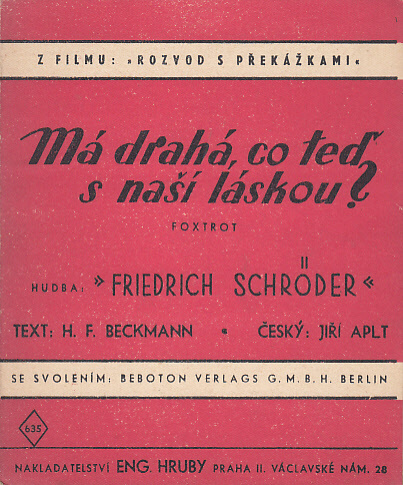 Z FILMU: »ROZVOD S PŘEKÁŽKAMI«
Má drahá, co teď
s naší láskou?
FOXTROT
HUDBA: »FRIEDRICH SCHRÖDER«
TEXT: H. F. BECKMANN • ČESKÝ: JIŘÍ APLT
SE SVOLENÍM: BEBOTON VERLAGS G.M.B.H. BERLIN
635
NAKLADATELSTVÍ ENG. HRUBY PRAHA II. VÁCLAVSKÉ NÁM. 28